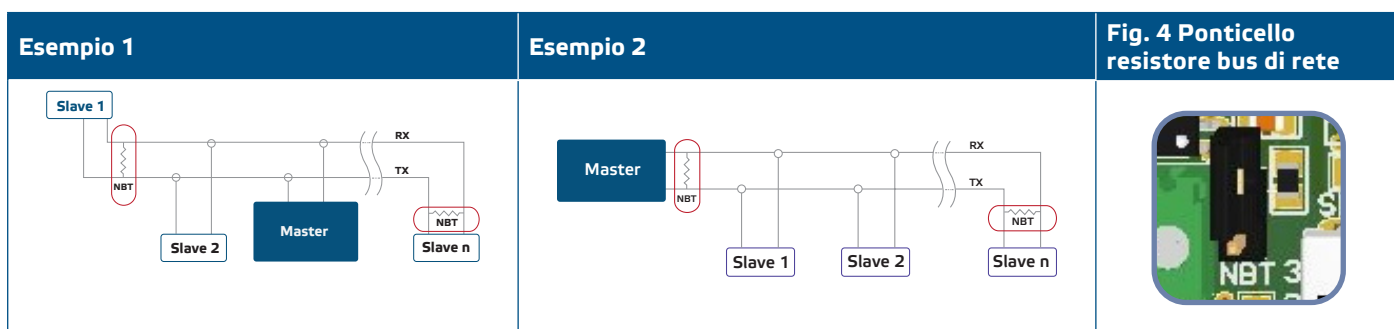 Esempio 1
Esempio 2
Fig. 4 Ponticello
resistore bus di rete
Slave 1
RX
TX
NBT
NBT
Slave 2
Master
Slave n
Master
RX
TX
NBT
NBT
Slave 1
Slave 2
Slave n
NBT 3